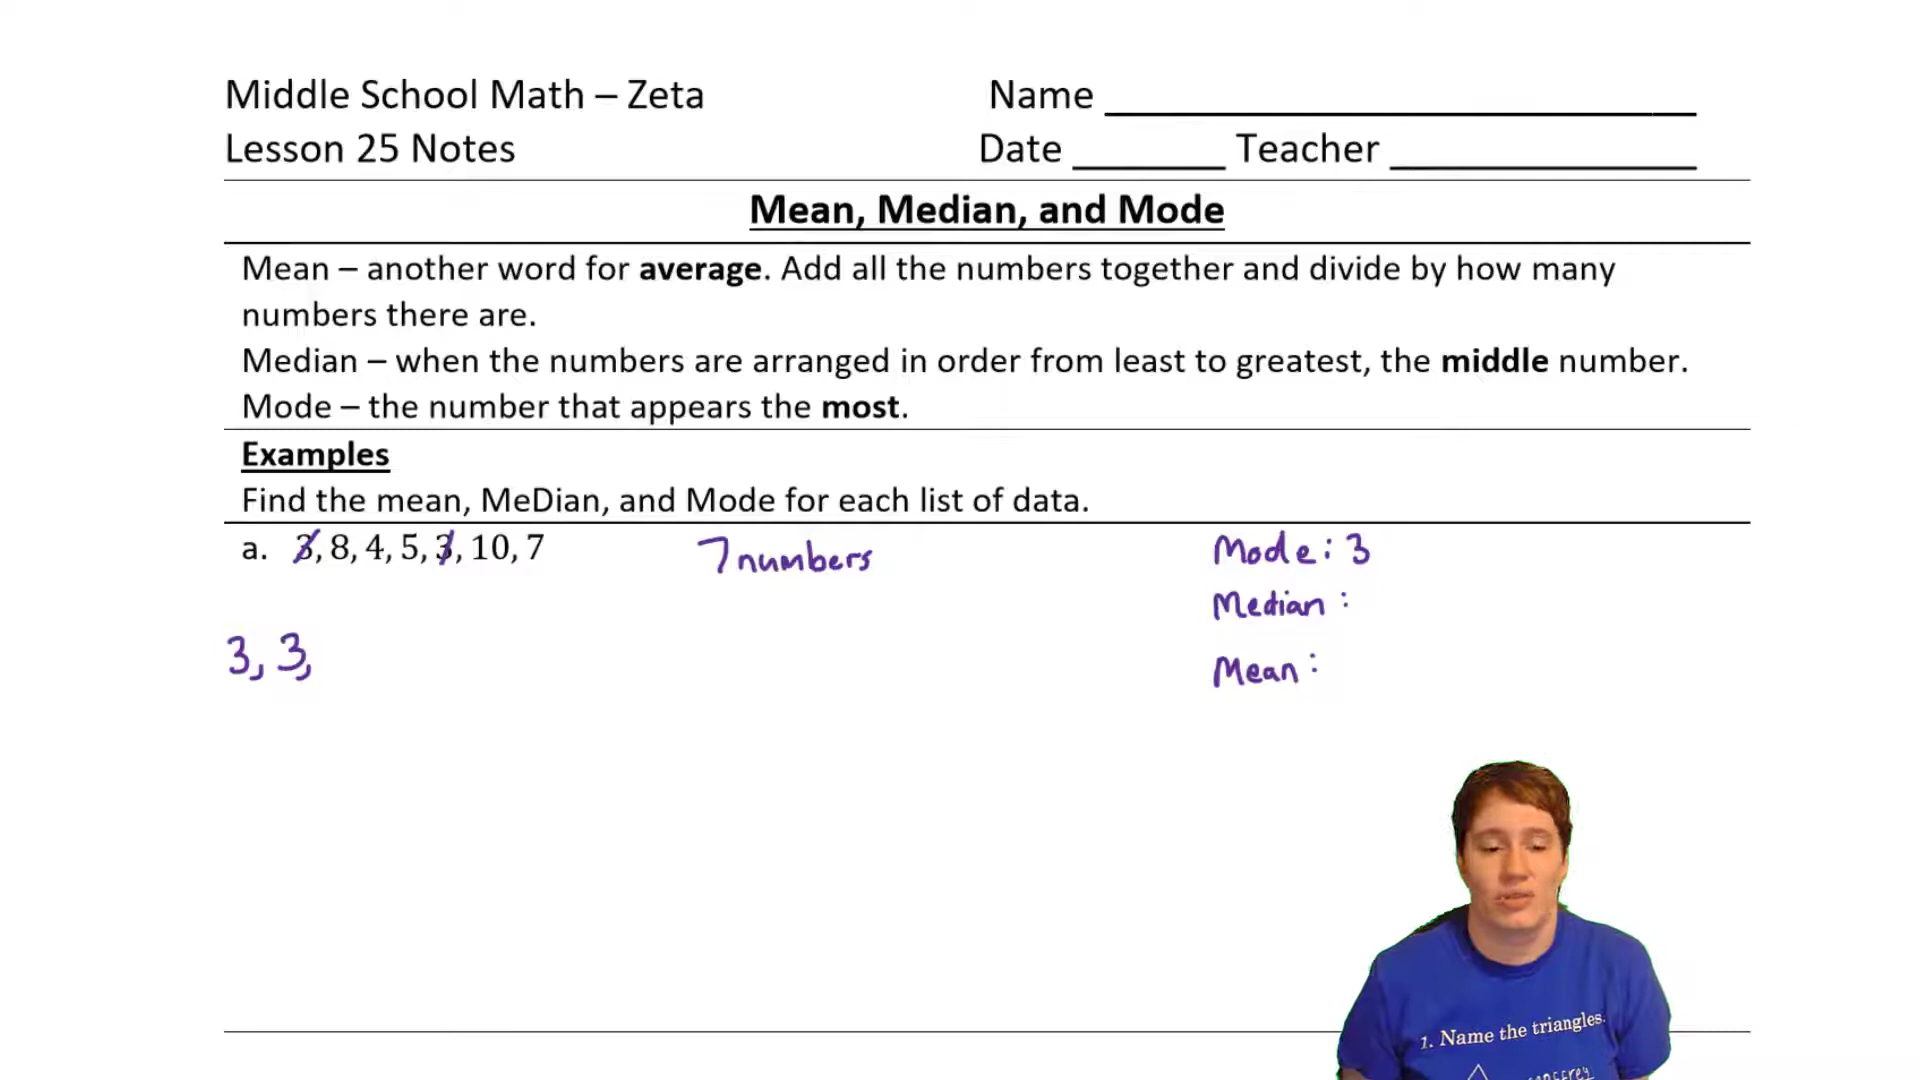 Middle School Math – Zeta
Name
Lesson 25 Notes
Date Teacher
Mean, Median, and Mode
Mean – another word for average. Add all the numbers together and divide by how many
numbers there are.
Median – when the numbers are arranged in order from least to greatest, the middle number.
Mode – the number that appears the most.
Examples
Find the mean, MeDian, and Mode for each list of data.
a. 3, 8, 4, 5, 3, 10, 7
7 numbers
Mode: 3
Median:
3, 3,
Mean:
1. Name the triangles.